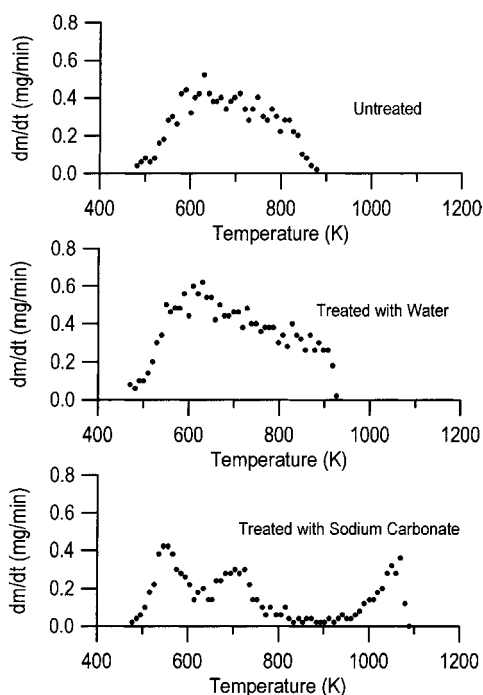 0.8
0.6
0.4
0.2
0.0
dm/dt (mg/min)
Untreated
400 600 800 1000 1200
Temperature (K)
0.8
0.6
0.4
0.2
0.0
dm/dt (mg/min)
Treated with Water
400 600 800 1000 1200
Temperature (K)
0.8
0.6
0.4
0.2
0.0
dm/dt (mg/min)
Treated with Sodium Carbonate
400 600 800 1000 1200
Temperature (K)